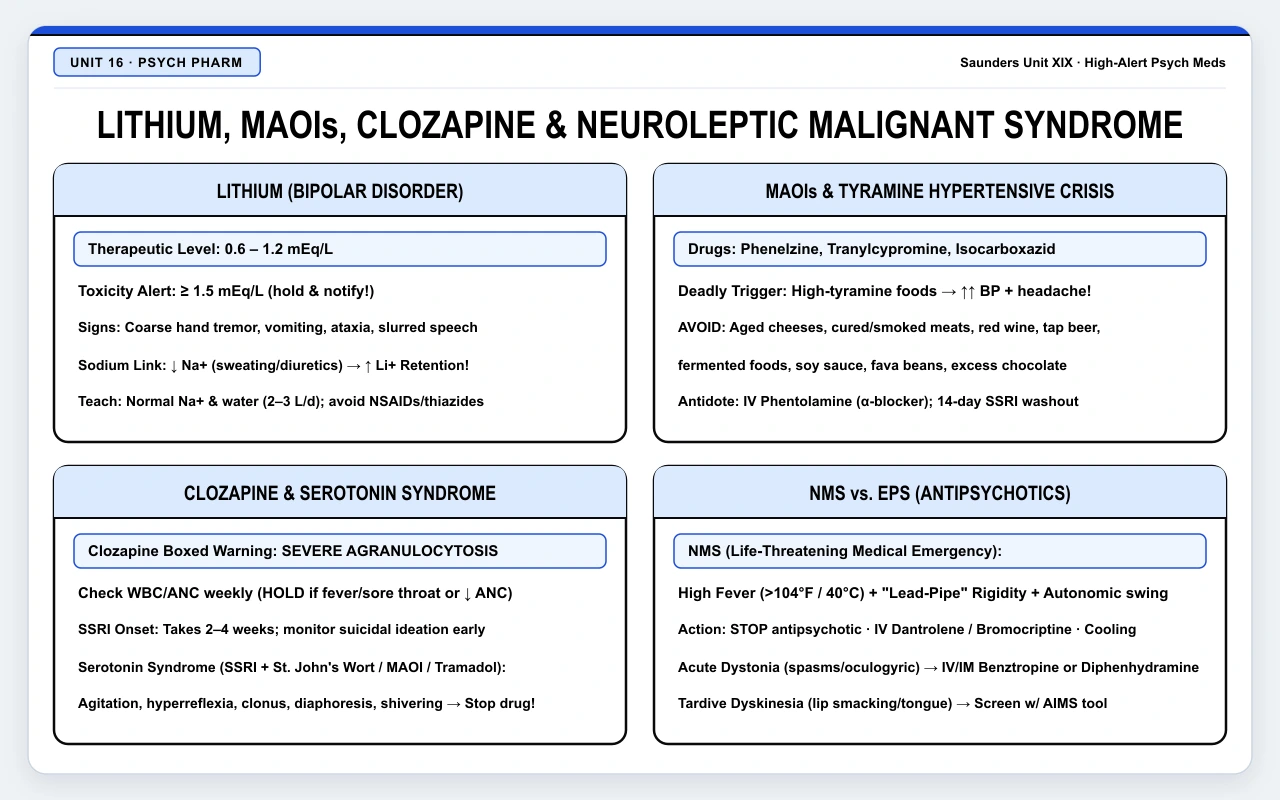 UNIT 16 · PSYCH PHARM
Saunders Unit XIX · High-Alert Psych Meds
LITHIUM, MAOIs, CLOZAPINE & NEUROLEPTIC MALIGNANT SYNDROME
LITHIUM (BIPOLAR DISORDER)
Therapeutic Level: 0.6 – 1.2 mEq/L
Toxicity Alert: ≥ 1.5 mEq/L (hold & notify!)
Signs: Coarse hand tremor, vomiting, ataxia, slurred speech
Sodium Link: ↓ Na+ (sweating/diuretics) → ↑ Li+ Retention!
Teach: Normal Na+ & water (2–3 L/d); avoid NSAIDs/thiazides
MAOIs & TYRAMINE HYPERTENSIVE CRISIS
Drugs: Phenelzine, Tranylcypromine, Isocarboxazid
Deadly Trigger: High-tyramine foods → ↑↑ BP + headache!
AVOID: Aged cheeses, cured/smoked meats, red wine, tap beer,
fermented foods, soy sauce, fava beans, excess chocolate
Antidote: IV Phentolamine (α-blocker); 14-day SSRI washout
CLOZAPINE & SEROTONIN SYNDROME
Clozapine Boxed Warning: SEVERE AGRANULOCYTOSIS
Check WBC/ANC weekly (HOLD if fever/sore throat or ↓ ANC)
SSRI Onset: Takes 2–4 weeks; monitor suicidal ideation early
Serotonin Syndrome (SSRI + St. John's Wort / MAOI / Tramadol):
Agitation, hyperreflexia, clonus, diaphoresis, shivering → Stop drug!
NMS vs. EPS (ANTIPSYCHOTICS)
NMS (Life-Threatening Medical Emergency):
High Fever (>104°F / 40°C) + "Lead-Pipe" Rigidity + Autonomic swing
Action: STOP antipsychotic · IV Dantrolene / Bromocriptine · Cooling
Acute Dystonia (spasms/oculogyric) → IV/IM Benztropine or Diphenhydramine
Tardive Dyskinesia (lip smacking/tongue) → Screen w/ AIMS tool